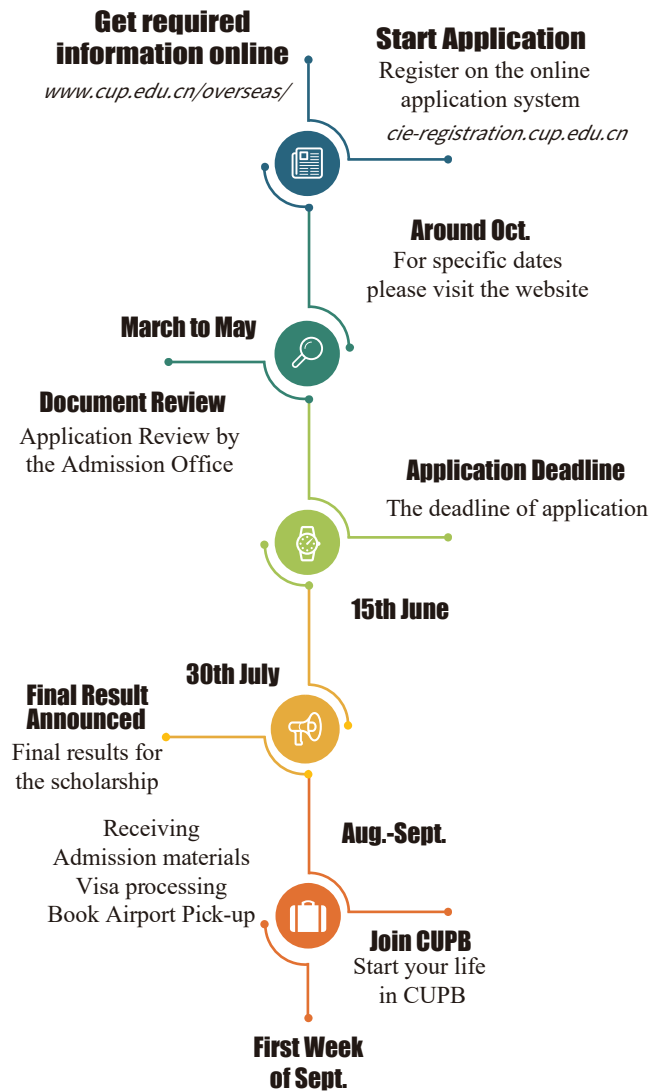 Get required
information online
www.cup.edu.cn/overseas/
Start Application
Register on the online
application system
cie-registration.cup.edu.cn
Around Oct.
For specific dates
please visit the website
March to May
Document Review
Application Review by
the Admission Office
Application Deadline
The deadline of application
15th June
30th July
Final Result
Announced
Final results for
the scholarship
Aug.-Sept.
Receiving
Admission materials
Visa processing
Book Airport Pick-up
Join CUPB
Start your life
in CUPB
First Week
of Sept.